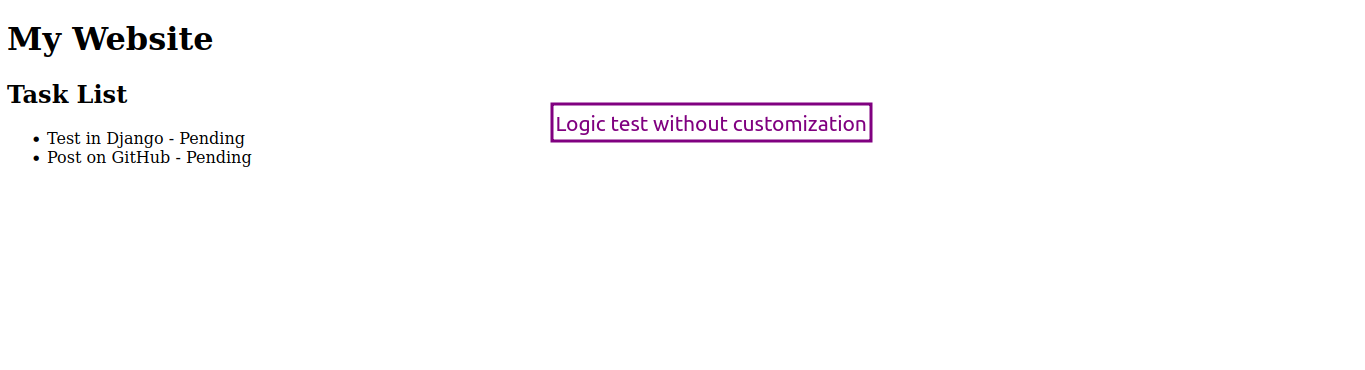 My Website
Task List
Logic test without customization
• Test in Django - Pending
• Post on GitHub - Pending